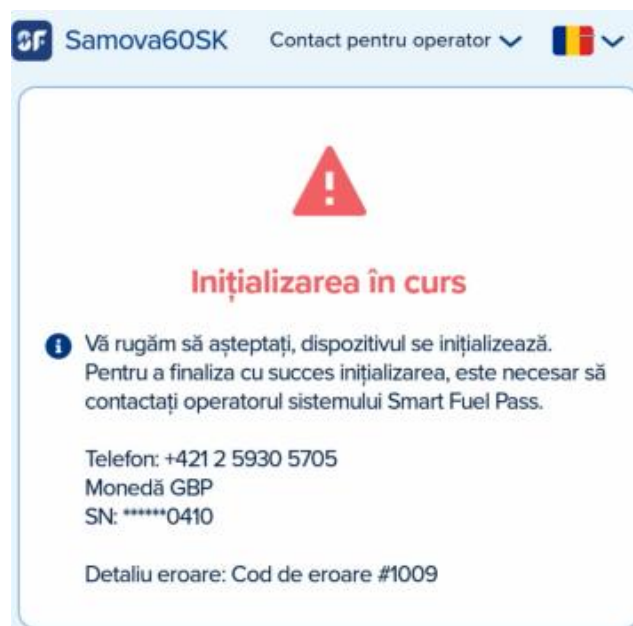 SF Samova60SK Contact pentru operator
Inițializarea în curs
Vă rugăm să așteptați, dispozitivul se inițializează.
Pentru a finaliza cu succes inițializarea, este necesar să
contactați operatorul sistemului Smart Fuel Pass.
Telefon: +421 2 5930 5705
Monedă GBP
SN: ******0410
Detaliu eroare: Cod de eroare #1009